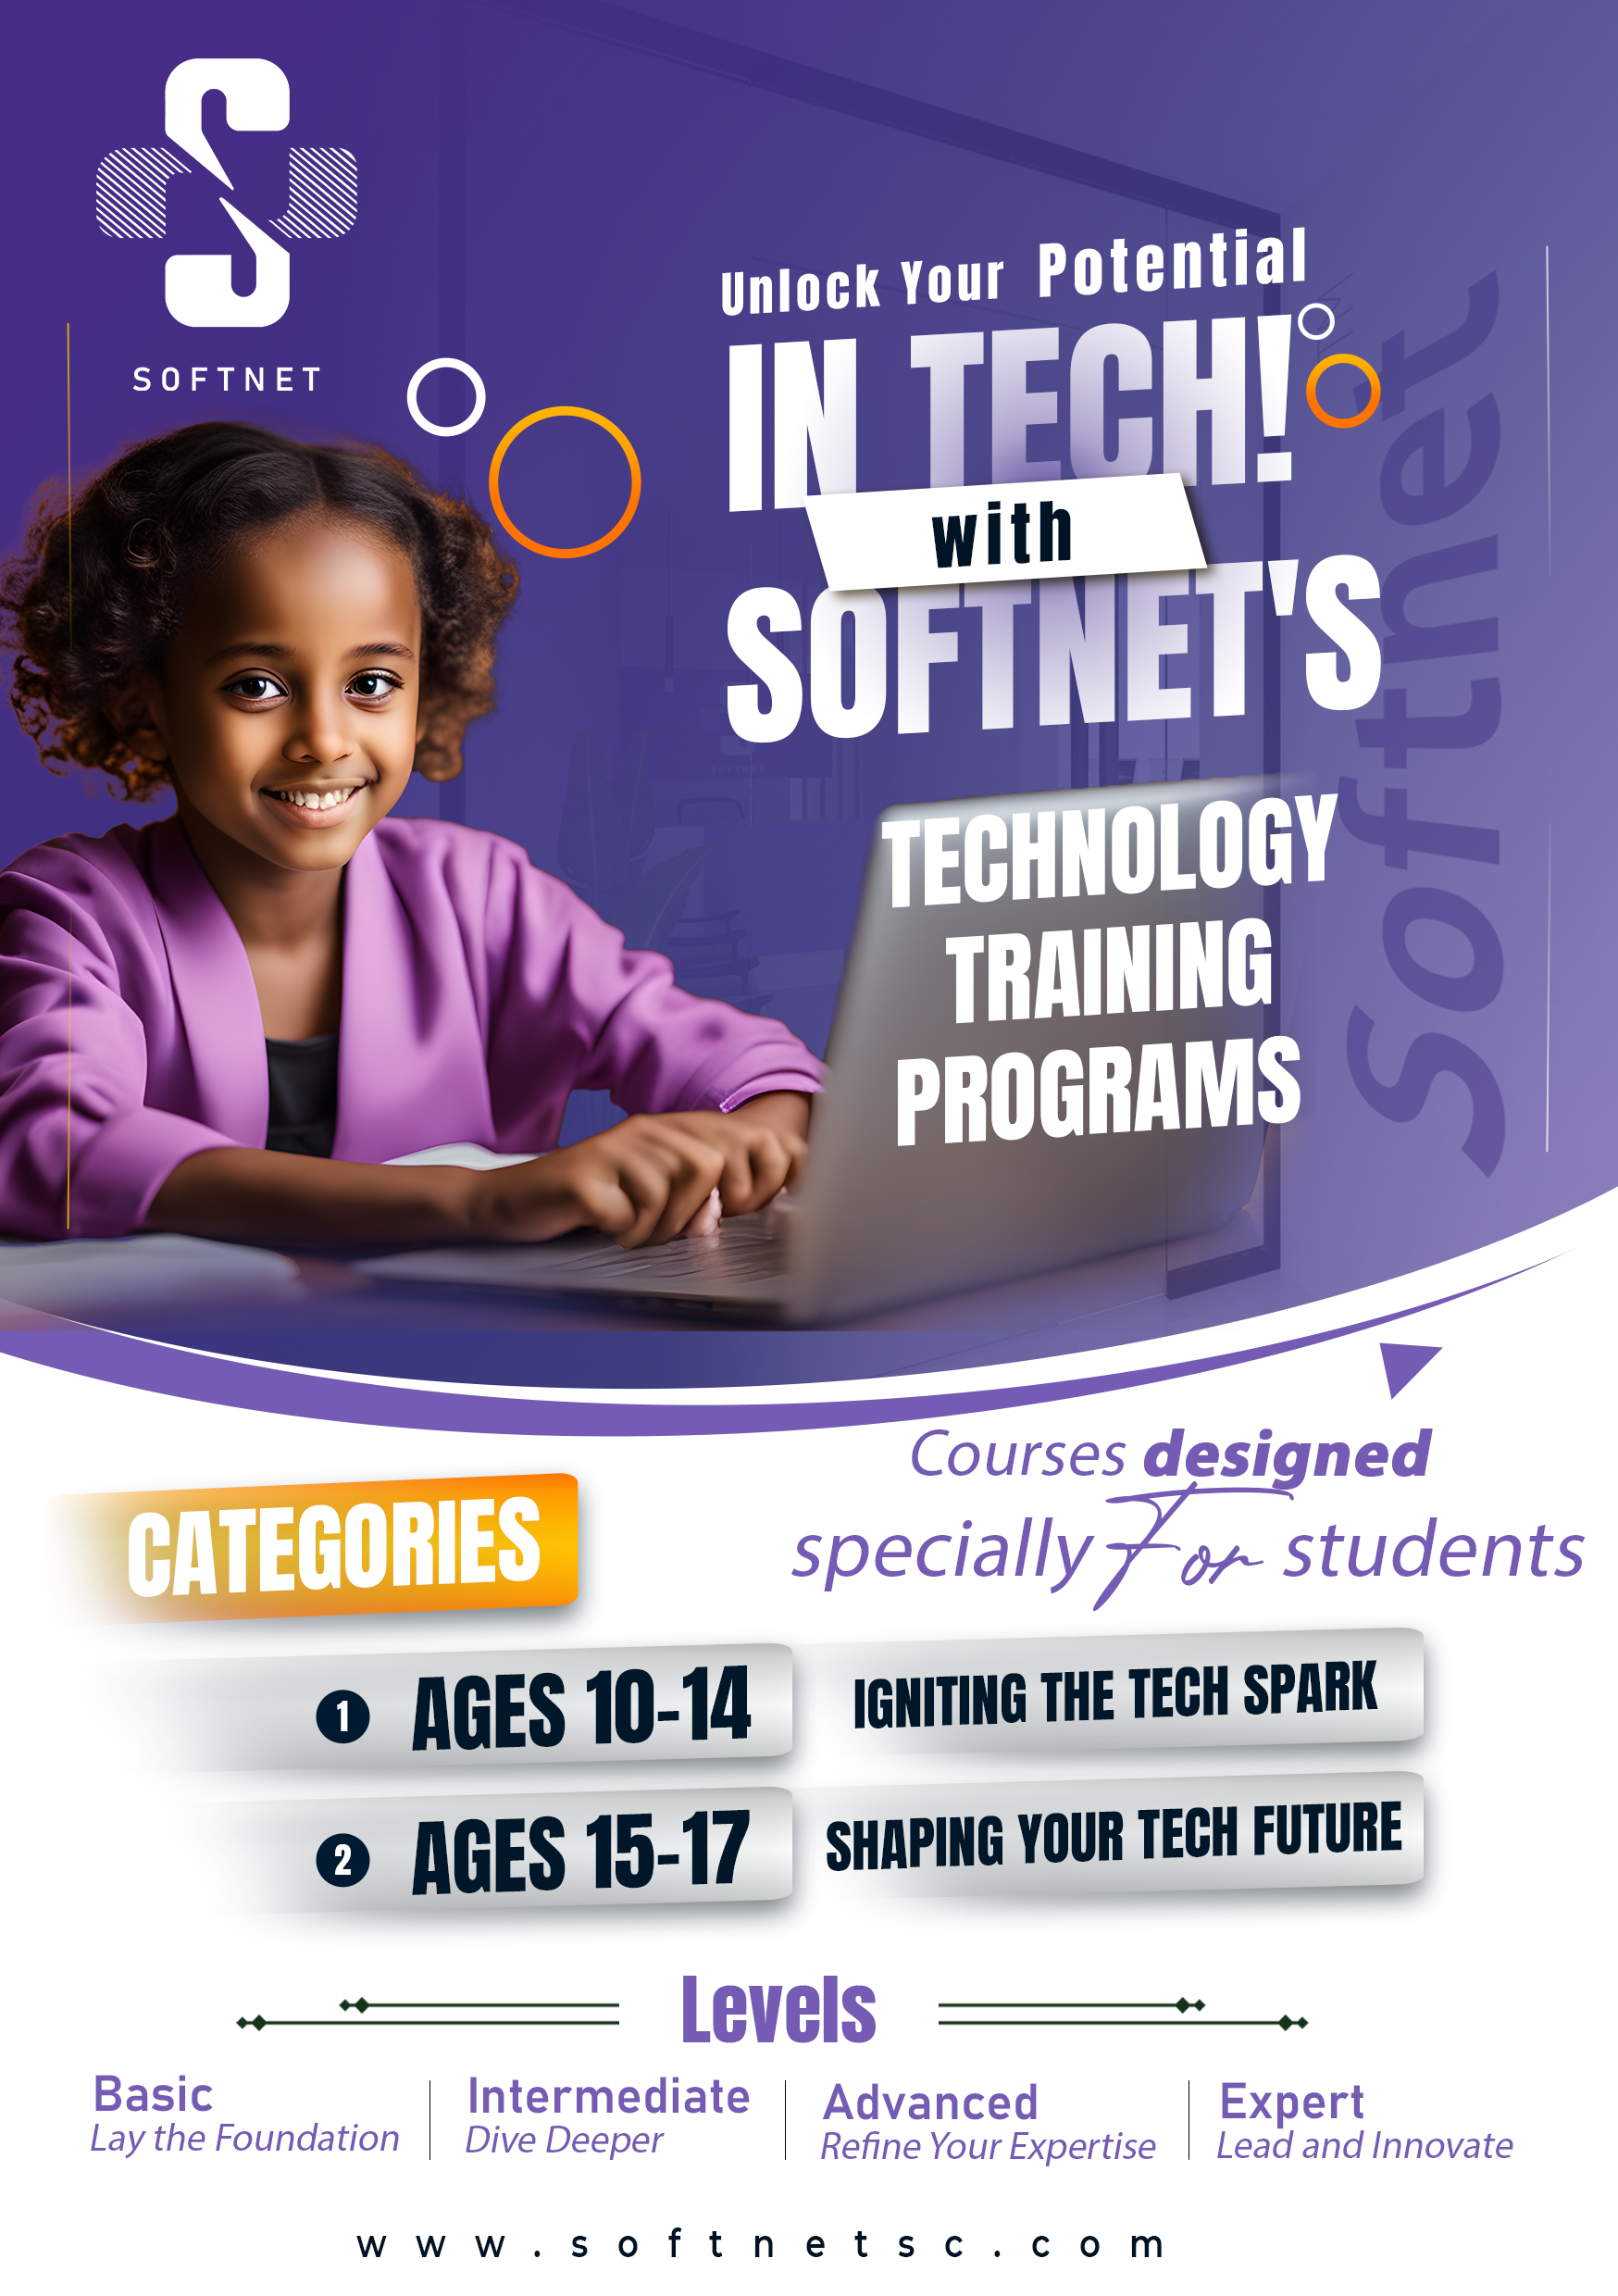 SOFTNET
Unlock Your Potential
IN TECH!
with
SOFTNET'S
TECHNOLOGY
TRAINING
PROGRAMS
Softnet
Courses designed
specially For students
CATEGORIES
1 AGES 10-14 IGNITING THE TECH SPARK
2 AGES 15-17 SHAPING YOUR TECH FUTURE
Levels
Basic
Lay the Foundation
Intermediate
Dive Deeper
Advanced
Refine Your Expertise
Expert
Lead and Innovate
www.softnetsc.com